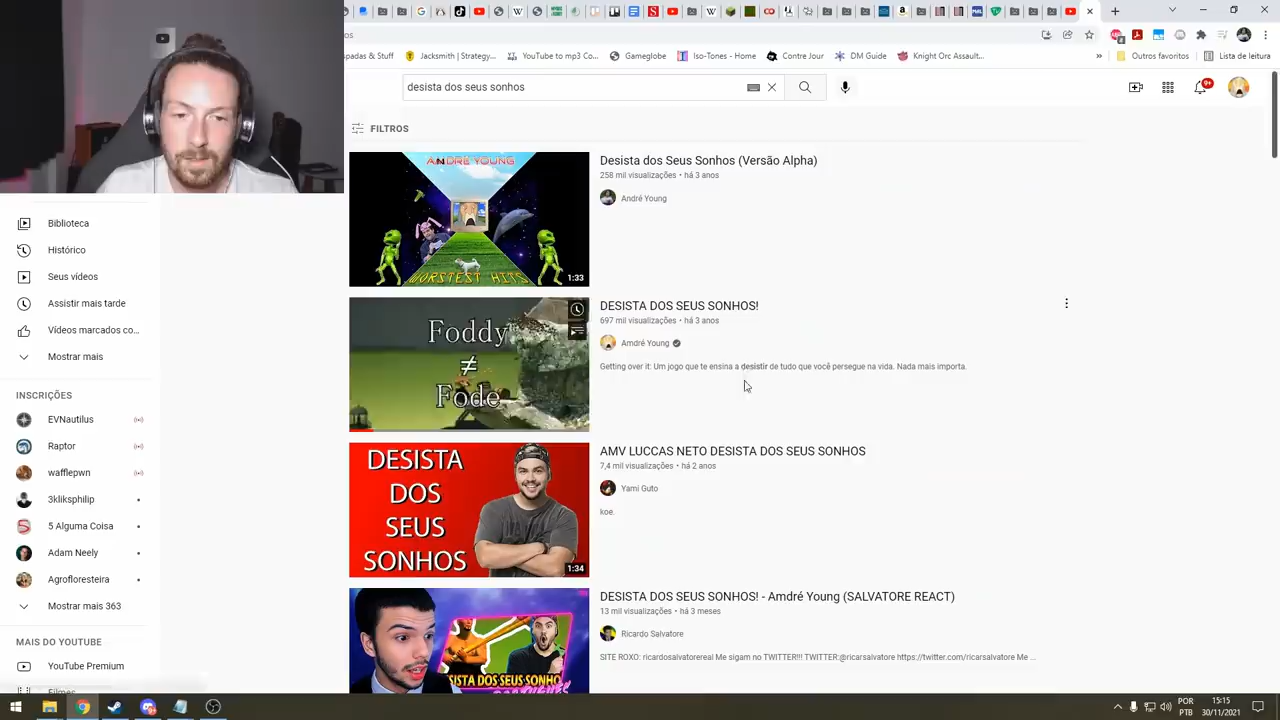 os
spadas & Stuff
Jacksmith | Strategy...
YouTube to mp3 Co...
Gameglobe
Iso-Tones - Home
Contre Jour
DM Guide
Knight Orc Assault...
»
Outros favoritos
Lista de leitura
desista dos seus sonhos
9+
FILTROS
ANDRÉ YOUNG
WORSTEST HITS
1:33
Desista dos Seus Sonhos (Versão Alpha)
258 mil visualizações • há 3 anos
André Young
Biblioteca
Histórico
Seus vídeos
Assistir mais tarde
Vídeos marcados co...
Mostrar mais
Foddy
≠
Fode
DESISTA DOS SEUS SONHOS!
697 mil visualizações • há 3 anos
Amdré Young
Getting over it: Um jogo que te ensina a desistir de tudo que você persegue na vida. Nada mais importa.
INSCRIÇÕES
EVNautilus
Raptor
wafflepwn
3kliksphilip
5 Alguma Coisa
Adam Neely
Agrofloresteira
Mostrar mais 363
DESISTA
DOS
SEUS
SONHOS
1:34
AMV LUCCAS NETO DESISTA DOS SEUS SONHOS
7,4 mil visualizações • há 2 anos
Yami Guto
koe.
DESISTA DOS SEUS SONHOS! - Amdré Young (SALVATORE REACT)
13 mil visualizações • há 3 meses
Ricardo Salvatore
SITE ROXO: ricardosalvatorereal Me sigam no TWITTER!!! TWITTER:@ricarsalvatore https://twitter.com/ricarsalvatore Me ...
MAIS DO YOUTUBE
YouTube Premium
Filmes
POR
PTB
15:15
30/11/2021